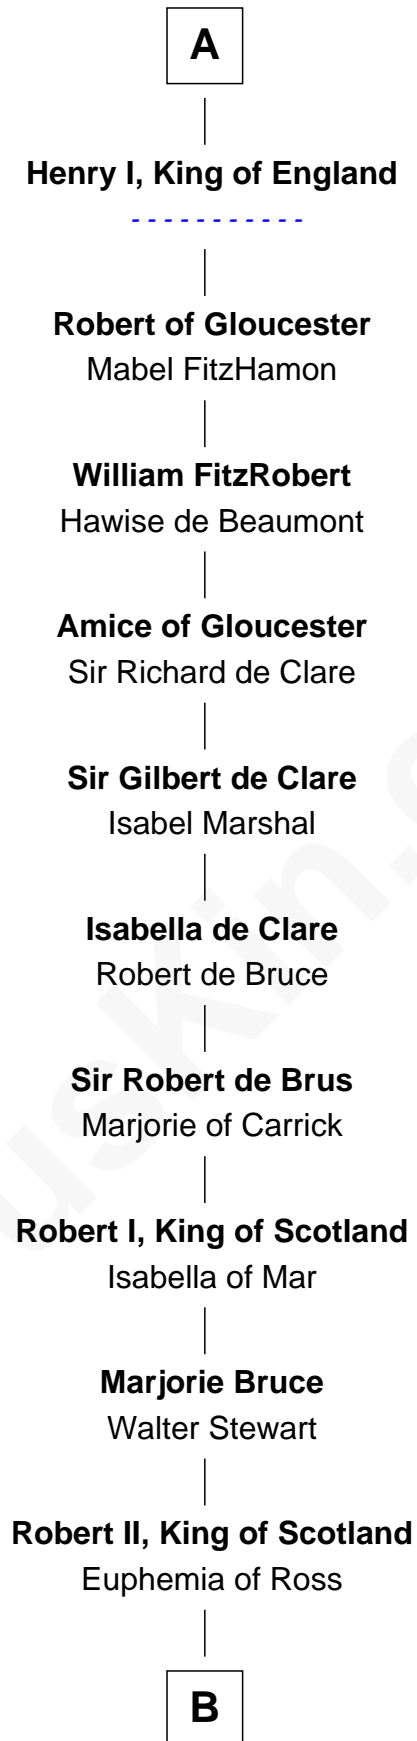 A
Henry I, King of England
- - - - - - - - - - -
Robert of Gloucester
Mabel FitzHamon
William FitzRobert
Hawise de Beaumont
Amice of Gloucester
Sir Richard de Clare
Sir Gilbert de Clare
Isabel Marshal
Isabella de Clare
Robert de Bruce
Sir Robert de Brus
Marjorie of Carrick
Robert I, King of Scotland
Isabella of Mar
Marjorie Bruce
Walter Stewart
Robert II, King of Scotland
Euphemia of Ross
B